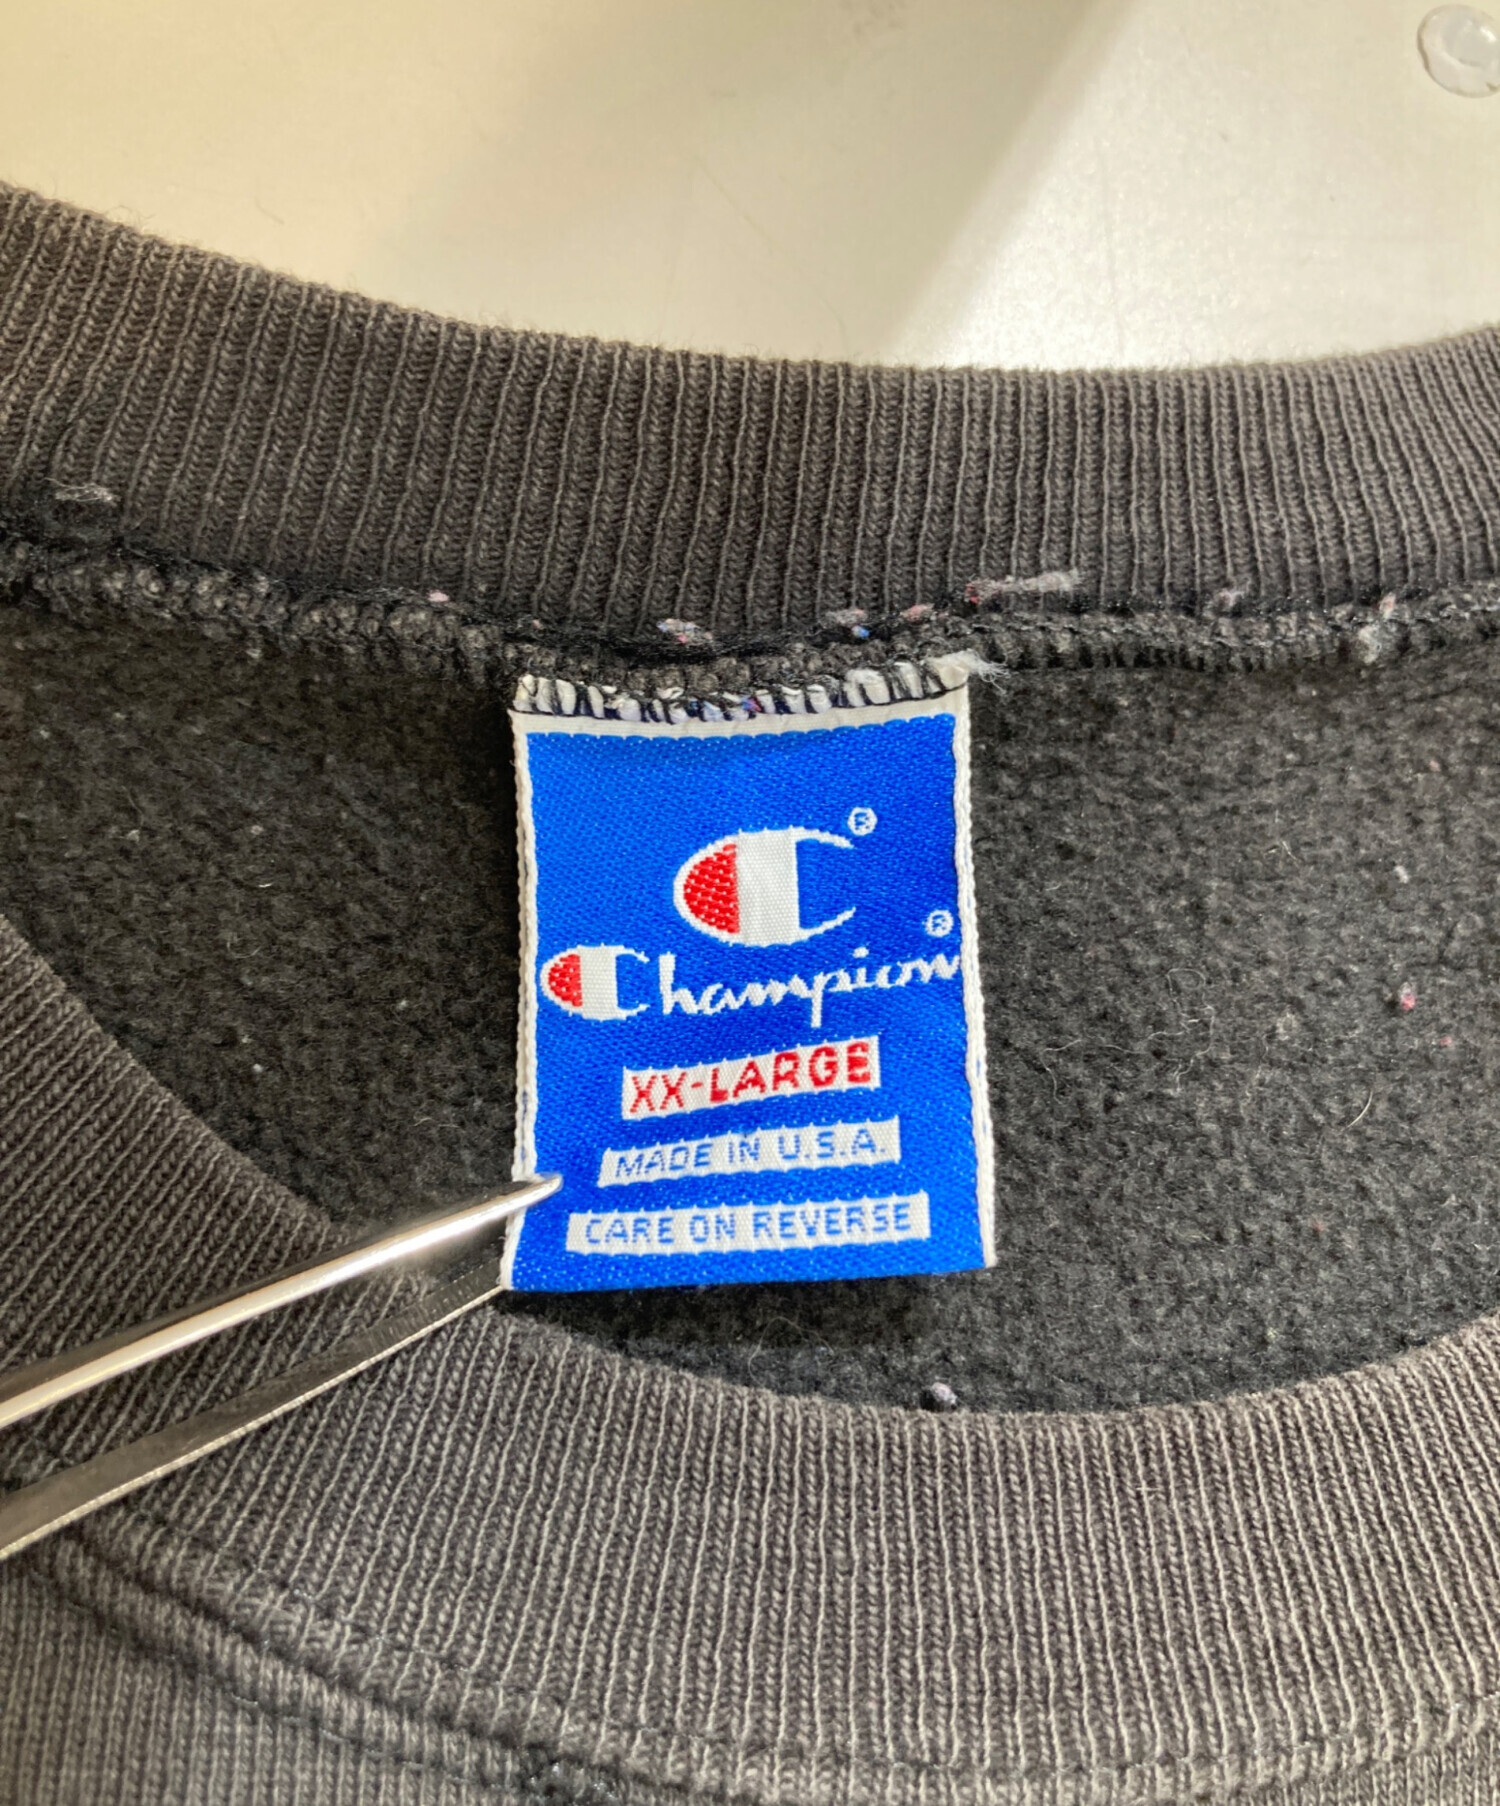 ®
Champion®
XX-LARGE
MADE IN U.S.A.
CARE ON REVERSE